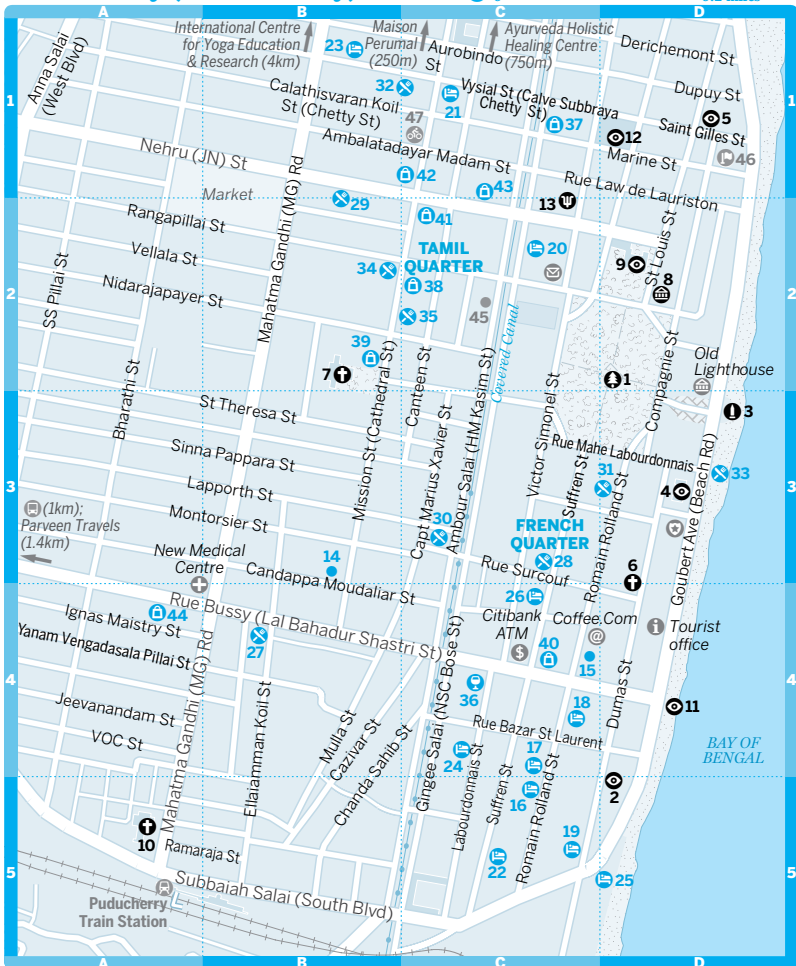 A
B
C
D
International Centre
for Yoga Education
& Research (4km)
Maison
Perumal
(250m)
Ayurveda Holistic
Healing Centre
(750m)
Aurobindo
St
Derichemont St
Anna Salai
(West Blvd)
23
32
21
Dupuy St
Vysial St (Calve Subbraya
Chetty St)
Calathisvaran Koil
St (Chetty St)
1
1
5
37
12
Saint Gilles St
46
47
Ambalatadayar Madam St
Marine St
Nehru (JN) St
42
43
13
Rue Law de Lauriston
Market
29
41
Rangapillai St
TAMIL
QUARTER
20
St Louis St
Vellala St
34
9
8
Nidarajapayer St
38
2
2
SS Pillai St
Mahatma Gandhi (MG) Rd
35
45
Covered Canal
39
7
Old
Lighthouse
1
Compagnie St
3
Bharathi St
St Theresa St
Mission St (Cathedral St)
Canteen St
Capt Marius Xavier St
Ambour Salai (HM Kasim St)
Victor Simonel St
Suffren St
Rue Mahe Labourdonnais
Sinna Pappara St
31
33
Lapporth St
4
3
3
Romain Rolland St
Goubert Ave (Beach Rd)
(1km);
Parveen Travels
(1.4km)
Montorsier St
30
FRENCH
QUARTER
28
New Medical
Centre
14
Candappa Moudaliar St
Rue Surcouf
6
26
Rue Bussy (Lal Bahadur Shastri St)
44
Ignas Maistry St
Citibank
ATM
Coffee.Com
Tourist
office
Yanam Vengadasala Pillai St
27
40
15
4
4
Mahatma Gandhi (MG) Rd
36
Dumas St
Jeevanandam St
18
11
Rue Bazar St Laurent
VOC St
Ellaiamman Koil St
Mulla St
Cazivar St
Chanda Sahib St
Gingee Salai (NSC Bose St)
24
17
BAY OF
BENGAL
Labourdonnais St
Suffren St
16
Romain Rolland St
2
10
Ramaraja St
19
22
5
5
25
Subbaiah Salai (South Blvd)
Puducherry
Train Station
A
B
C
D